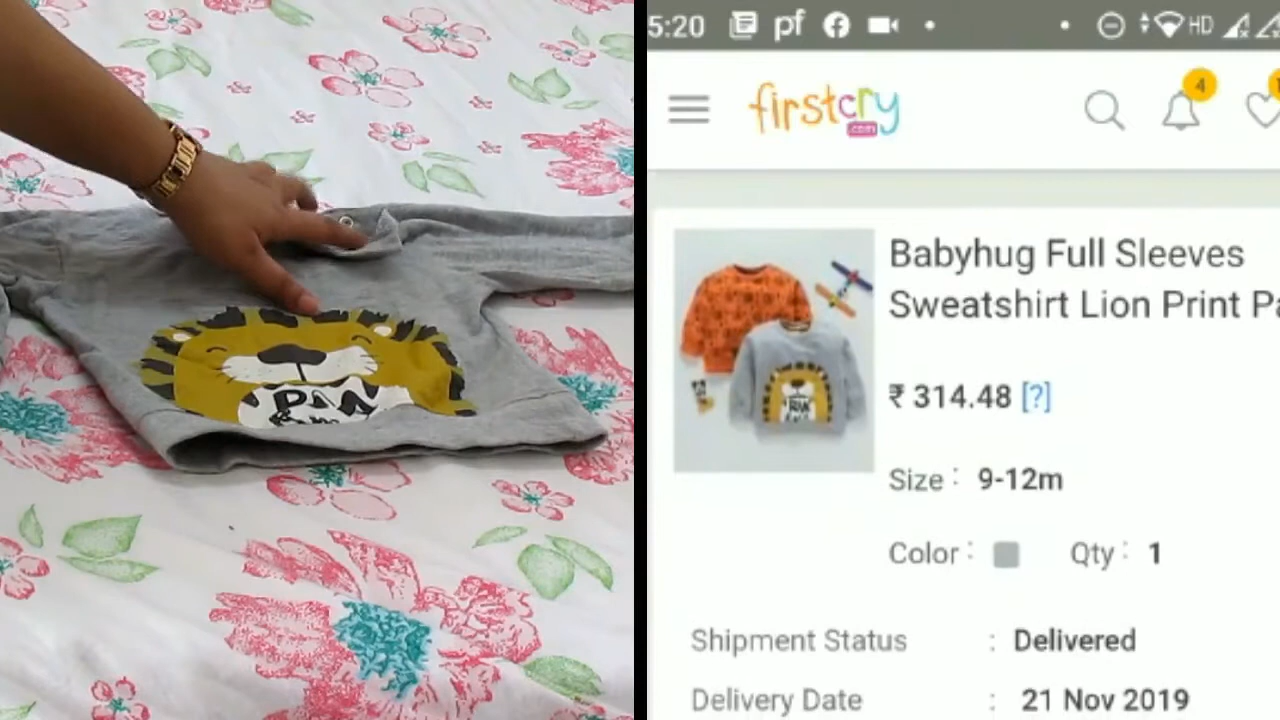 5:20
pf
HD
firstcry
.com
4
Babyhug Full Sleeves
Sweatshirt Lion Print Pa
₹ 314.48 [?]
Size : 9-12m
Color : Qty : 1
Shipment Status : Delivered
Delivery Date : 21 Nov 2019